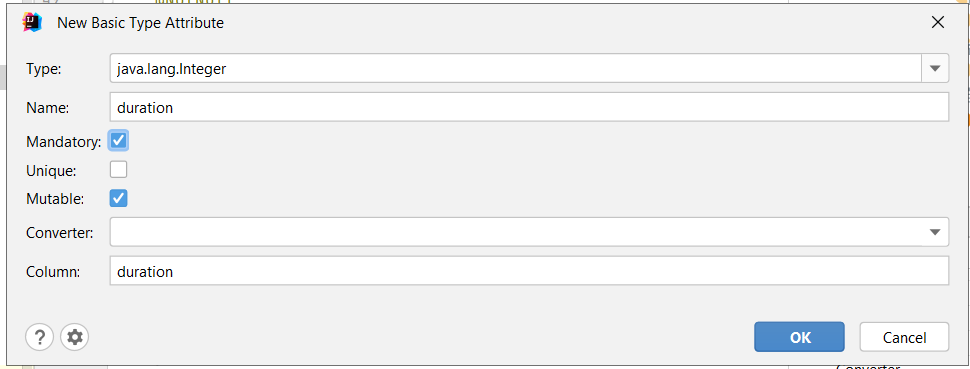 New Basic Type Attribute
Type: java.lang.Integer
Name: duration
Mandatory:
Unique:
Mutable:
Converter:
Column: duration
? OK Cancel